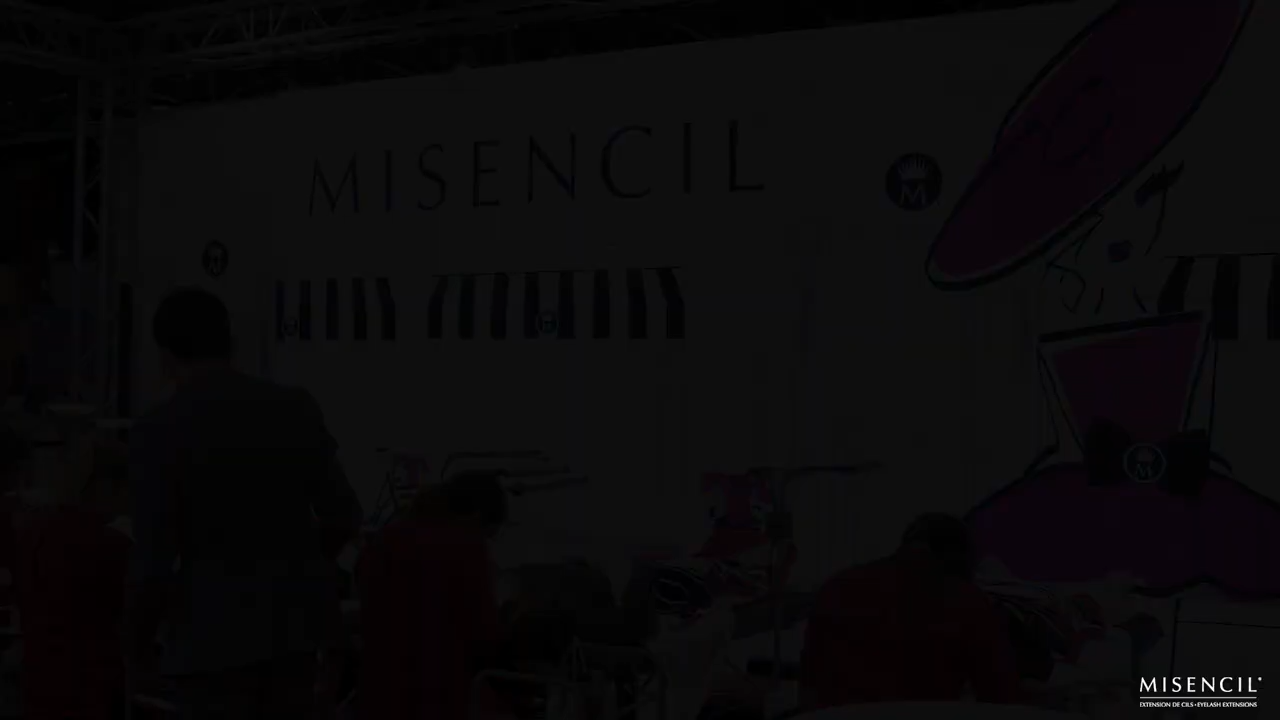 MISENCIL
M
M
M
M
M
MISENCIL®
EXTENSION DE CILS • EYELASH EXTENSIONS